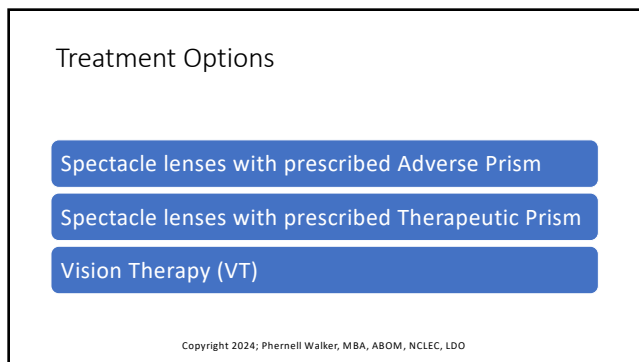 Treatment Options
Spectacle lenses with prescribed Adverse Prism
Spectacle lenses with prescribed Therapeutic Prism
Vision Therapy (VT)
Copyright 2024; Phernell Walker, MBA, ABOM, NCLEC, LDO